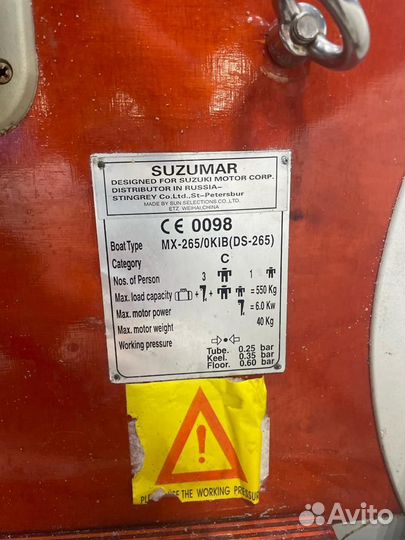 SUZUMAR
DESIGNED FOR SUZUKI MOTOR CORP.
DISTRIBUTOR IN RUSSIA-
STINGREY Co.Ltd.,St-Petersbur
MADE BY SUN SELECTIONS CO.,LTD.
ETZ, WEIHAI,CHINA
CE 0098
Boat Type MX-265/0KIB(DS-265)
Category C
Nos. of Person 3 1
Max. load capacity + + + = 550 Kg
Max. motor power = 6.0 Kw
Max. motor weight 40 Kg
Working pressure
Tube. 0.25 bar
Keel. 0.35 bar
Floor. 0.60 bar
!
THE WORKING PRESSUR
Avito